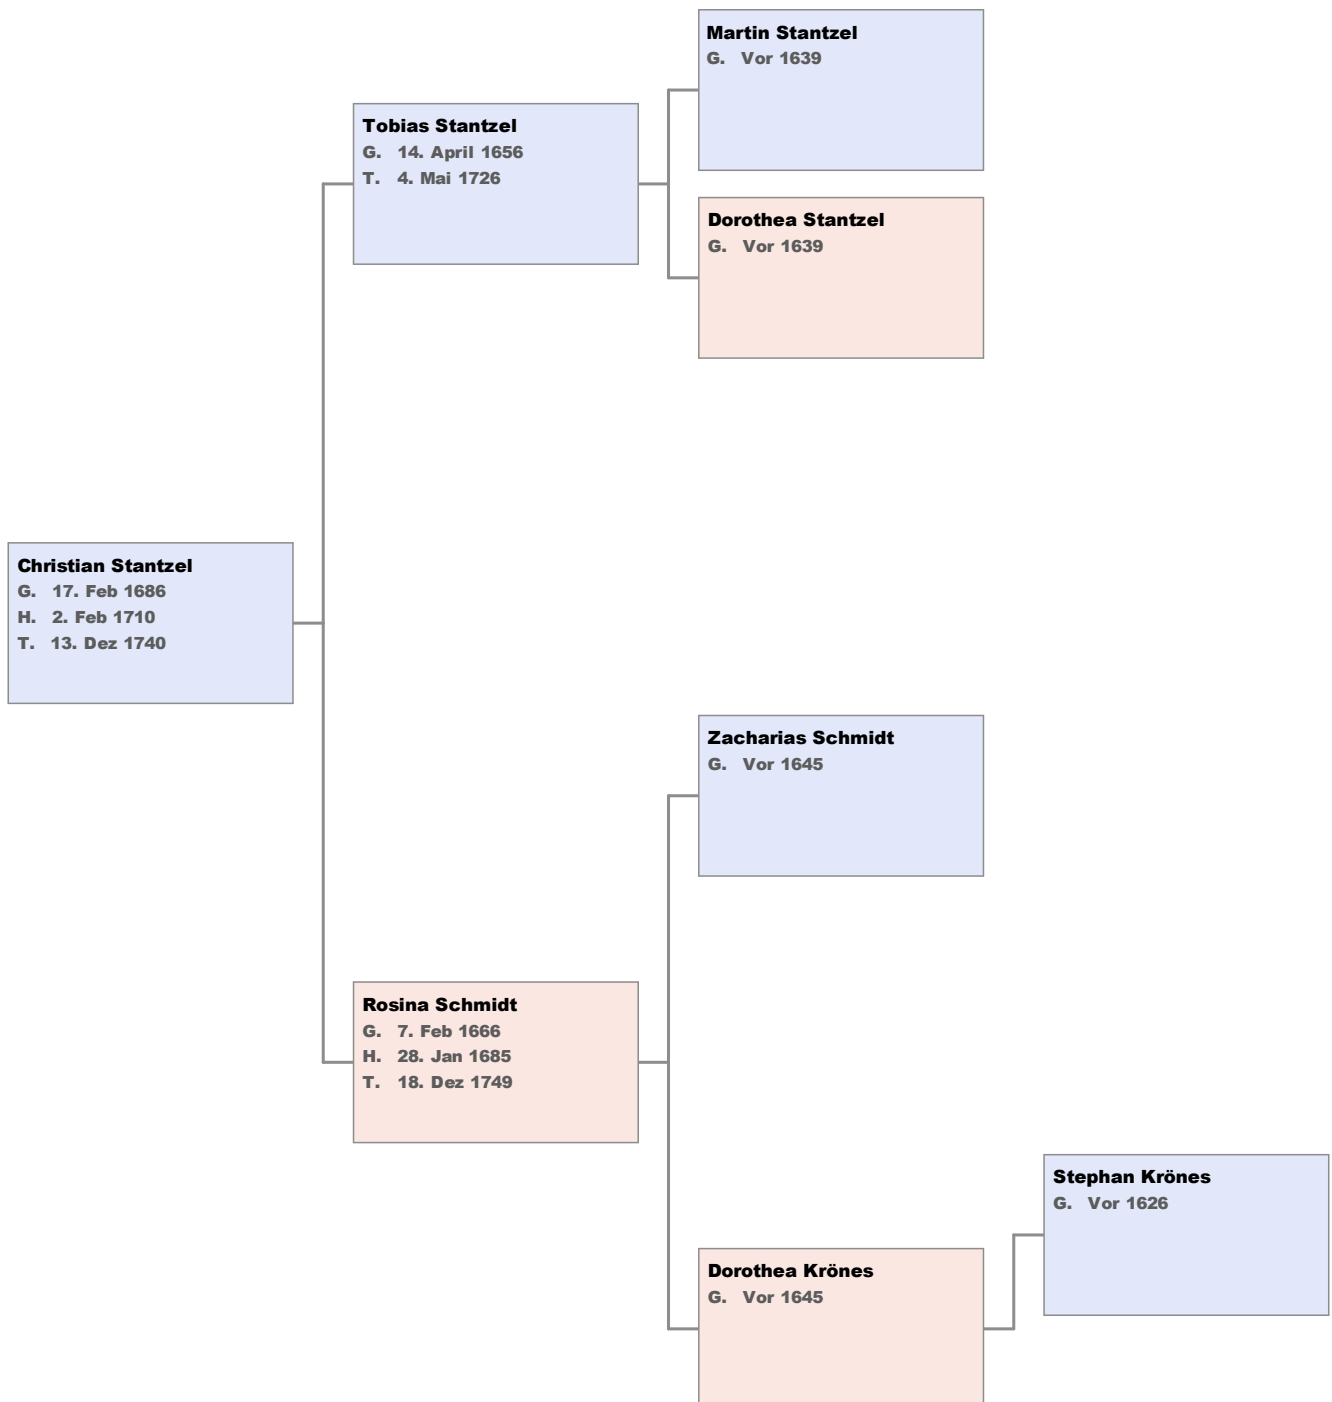 Martin Stantzel
G. Vor 1639
Tobias Stantzel
G. 14. April 1656
T. 4. Mai 1726
Dorothea Stantzel
G. Vor 1639
Christian Stantzel
G. 17. Feb 1686
H. 2. Feb 1710
T. 13. Dez 1740
Zacharias Schmidt
G. Vor 1645
Rosina Schmidt
G. 7. Feb 1666
H. 28. Jan 1685
T. 18. Dez 1749
Stephan Krönes
G. Vor 1626
Dorothea Krönes
G. Vor 1645